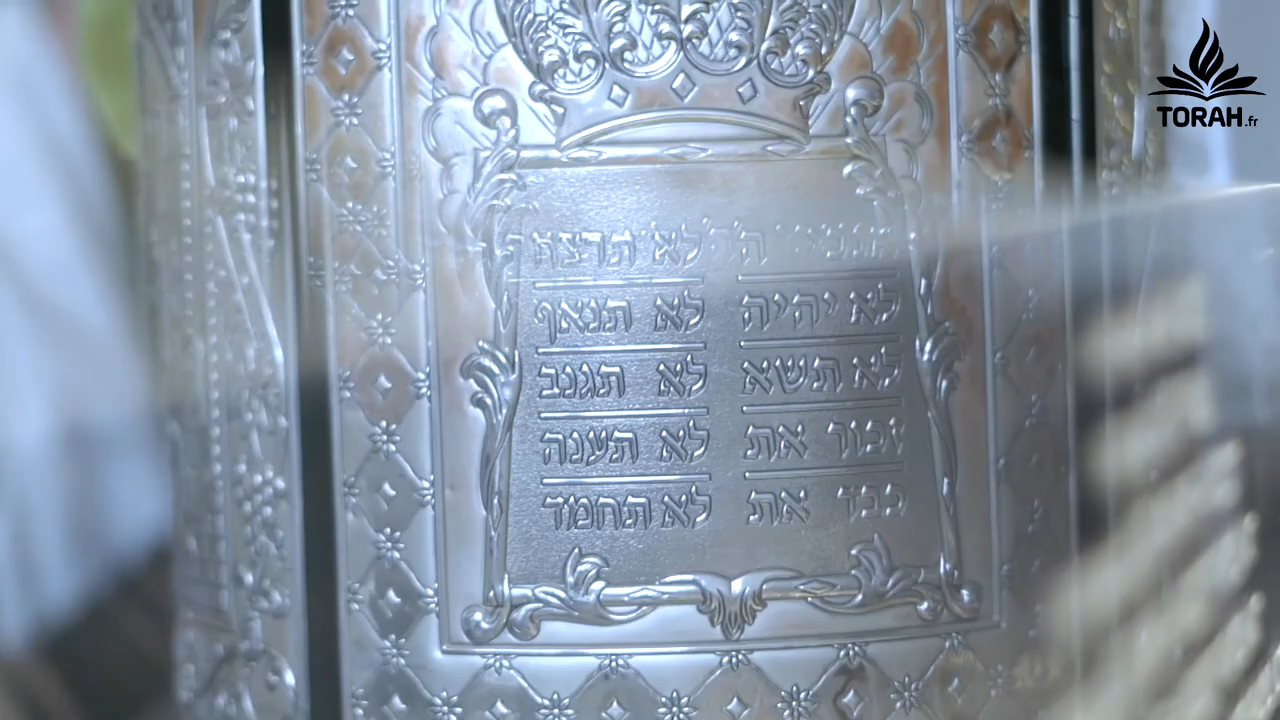 TORAH.fr
אנכי ה'
לא יהיה
לא תשא
זכור את
כבד את
לא תרצח
לא תנאף
לא תגנב
לא תענה
לא תחמד